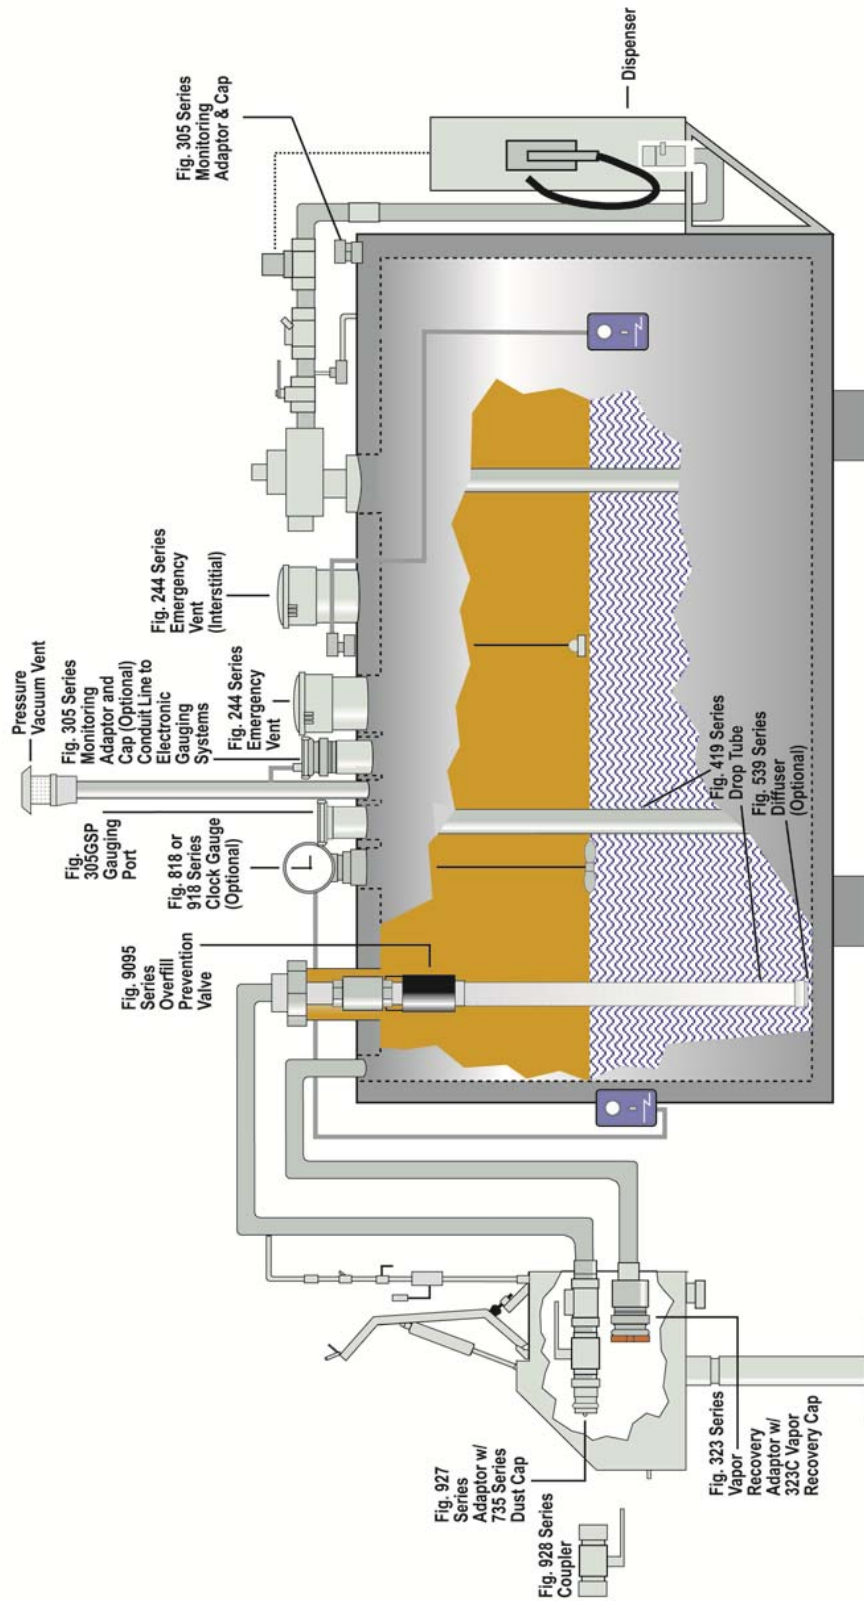 Pressure
Vacuum Vent
Fig. 305 Series
Monitoring
Adaptor and
Cap (Optional)
Conduit Line to
Electronic
Gauging
Systems
Fig. 244 Series
Emergency
Vent
Fig. 244 Series
Emergency
Vent
(Interstitial)
Fig. 305 Series
Monitoring
Adaptor & Cap
Dispenser
Fig.
305GSP
Gauging
Port
Fig. 818 or
918 Series
Clock Gauge
(Optional)
Fig. 9095
Series
Overfill
Prevention
Valve
Fig. 419 Series
Drop Tube
Fig. 539 Series
Diffuser
(Optional)
Fig. 927
Series
Adaptor w/
735 Series
Dust Cap
Fig. 928 Series
Coupler
Fig. 323 Series
Vapor
Recovery
Adaptor w/
323C Vapor
Recovery Cap